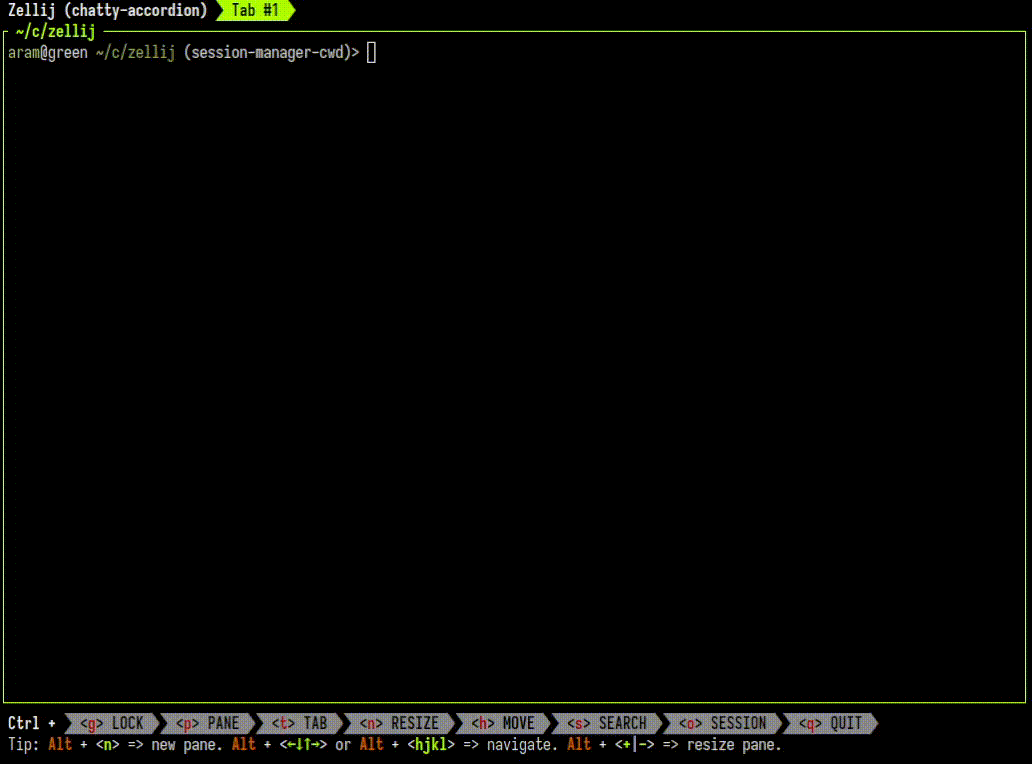 Zellij (chatty-accordion) Tab #1
~/c/zellij
aram@green ~/c/zellij (session-manager-cwd)>
Ctrl + <g> LOCK <p> PANE <t> TAB <n> RESIZE <h> MOVE <s> SEARCH <o> SESSION <q> QUIT
Tip: Alt + <n> => new pane. Alt + <←↓↑→> or Alt + <hjkl> => navigate. Alt + <+|-> => resize pane.